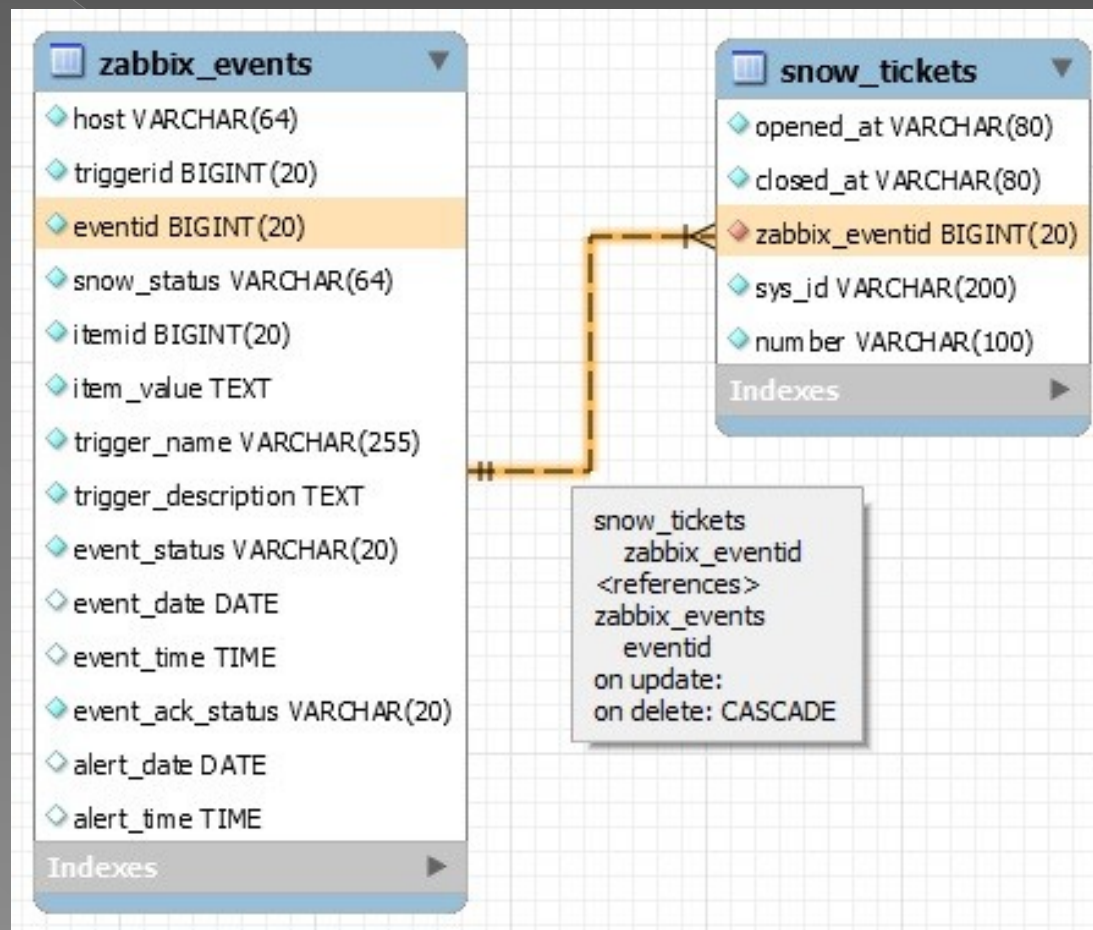 zabbix_events
host VARCHAR(64)
triggerid BIGINT(20)
eventid BIGINT(20)
snow_status VARCHAR(64)
itemid BIGINT(20)
item_value TEXT
trigger_name VARCHAR(255)
trigger_description TEXT
event_status VARCHAR(20)
event_date DATE
event_time TIME
event_ack_status VARCHAR(20)
alert_date DATE
alert_time TIME
Indexes
snow_tickets
opened_at VARCHAR(80)
closed_at VARCHAR(80)
zabbix_eventid BIGINT(20)
sys_id VARCHAR(200)
number VARCHAR(100)
Indexes
snow_tickets
zabbix_eventid
<references>
zabbix_events
eventid
on update:
on delete: CASCADE